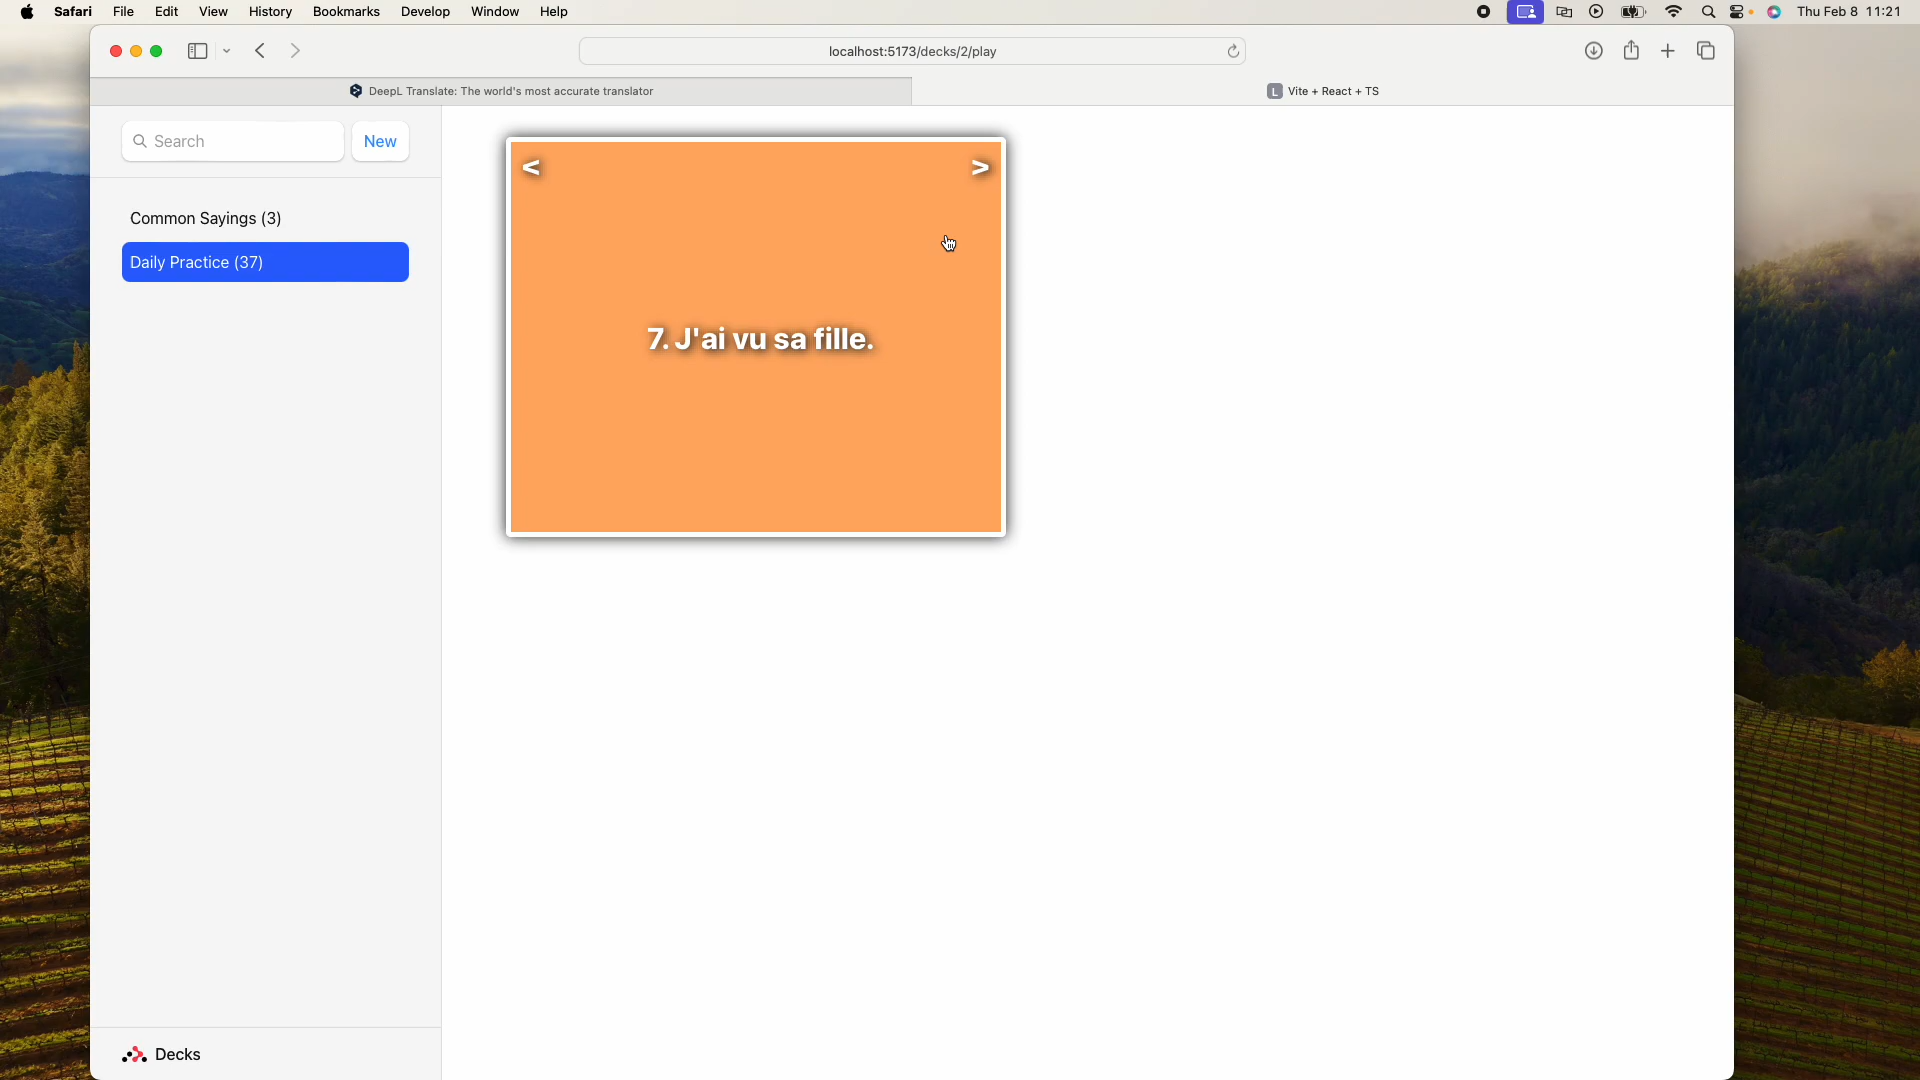 Safari File Edit View History Bookmarks Develop Window Help Thu Feb 8 11:21
localhost:5173/decks/2/play
DeepL Translate: The world's most accurate translator
L Vite + React + TS
Search New
< >
Common Sayings (3)
Daily Practice (37)
7. J'ai vu sa fille.
Decks